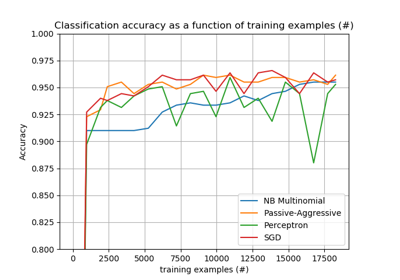 Classification accuracy as a function of training examples (#)
1.000
0.975
0.950
0.925
0.900
0.875
0.850
0.825
0.800
Accuracy
NB Multinomial
Passive-Aggressive
Perceptron
SGD
0 2500 5000 7500 10000 12500 15000 17500
training examples (#)